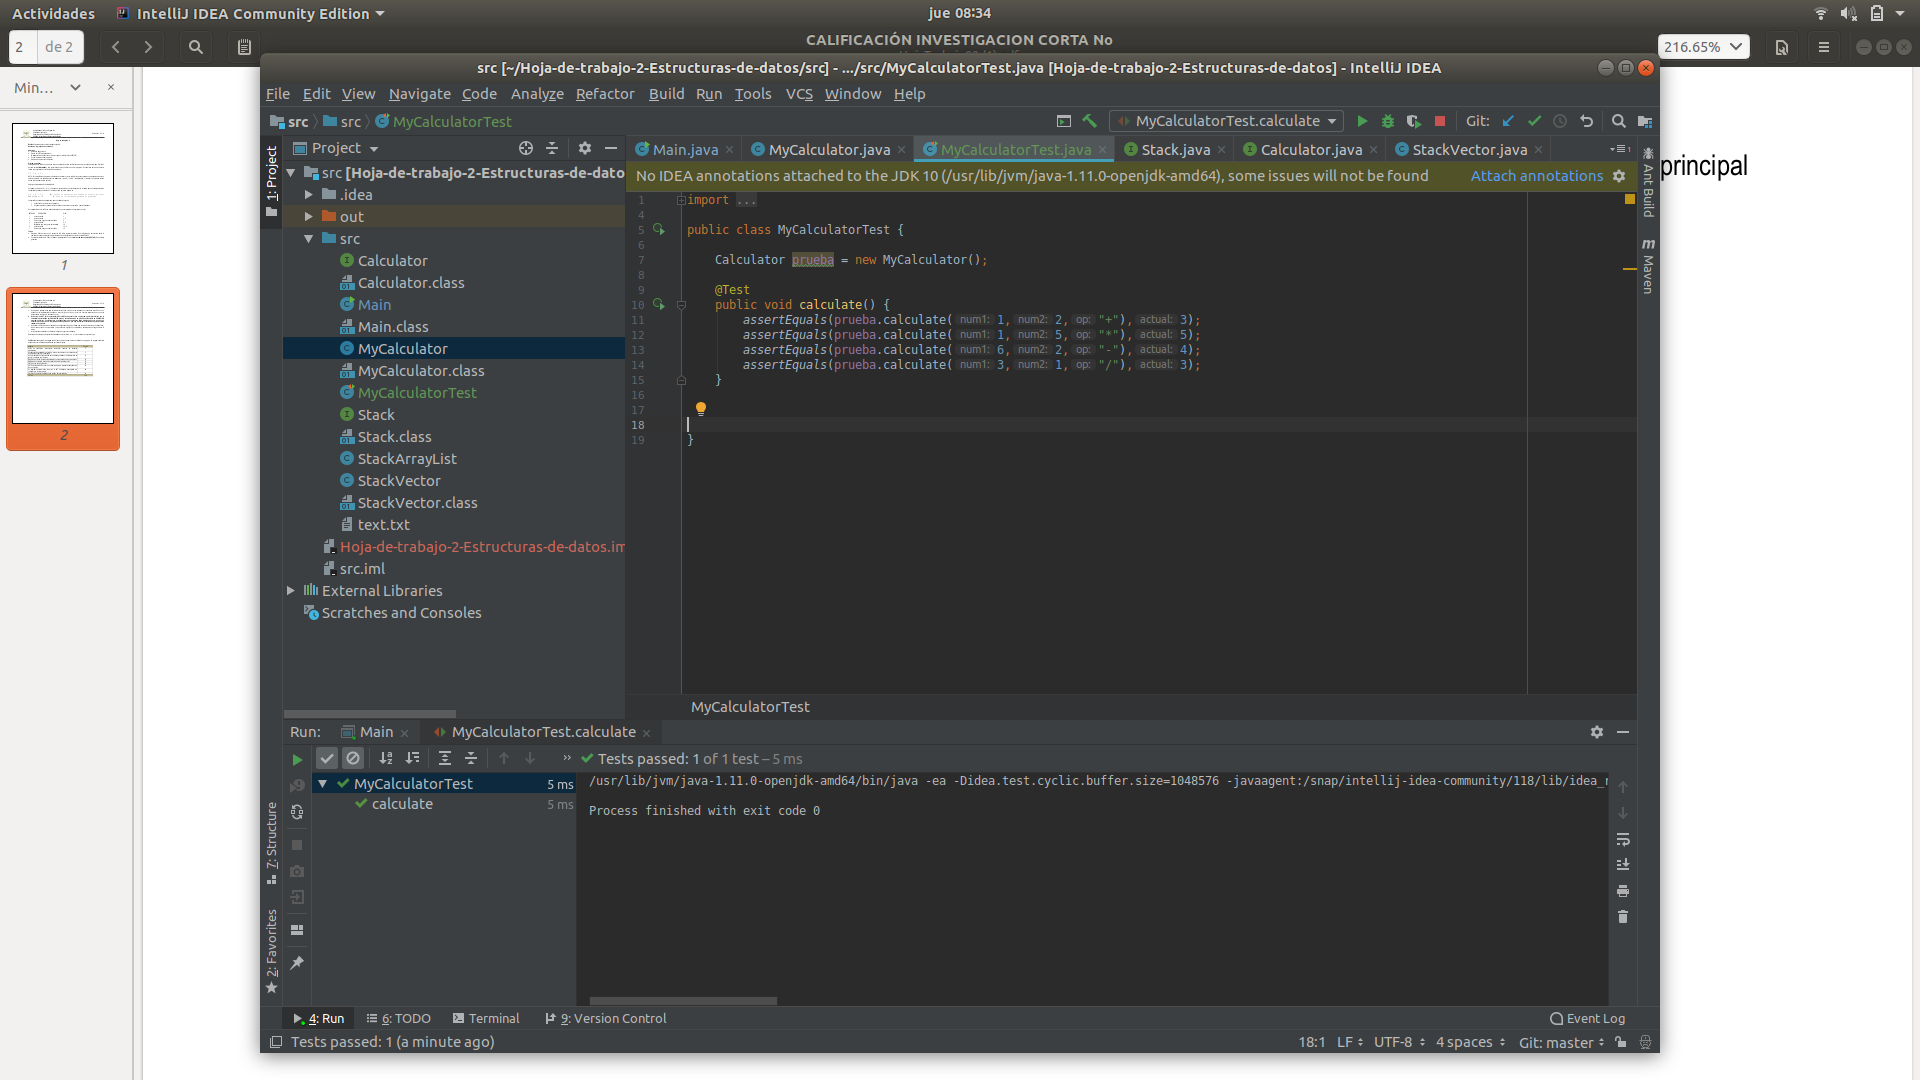 Actividades IntelliJ IDEA Community Edition jue 08:34
2 de 2 CALIFICACIÓN INVESTIGACION CORTA No 216.65%
src [~/Hoja-de-trabajo-2-Estructuras-de-datos/src] - .../src/MyCalculatorTest.java [Hoja-de-trabajo-2-Estructuras-de-datos] - IntelliJ IDEA
Min...
File Edit View Navigate Code Analyze Refactor Build Run Tools VCS Window Help
src src MyCalculatorTest MyCalculatorTest.calculate Git:
Project Main.java MyCalculator.java MyCalculatorTest.java Stack.java Calculator.java StackVector.java
No IDEA annotations attached to the JDK 10 (/usr/lib/jvm/java-1.11.0-openjdk-amd64), some issues will not be found Attach annotations
principal
1: Project
7: Structure
2: Favorites
Ant Build
Maven
src [Hoja-de-trabajo-2-Estructuras-de-dato
.idea
out
src
Calculator
Calculator.class
Main
Main.class
MyCalculator
MyCalculator.class
MyCalculatorTest
Stack
Stack.class
StackArrayList
StackVector
StackVector.class
text.txt
Hoja-de-trabajo-2-Estructuras-de-datos.im
src.iml
External Libraries
Scratches and Consoles
1 import ...
4
5 public class MyCalculatorTest {
6
7 Calculator prueba = new MyCalculator();
8
9 @Test
10 public void calculate() {
11 assertEquals(prueba.calculate( num1: 1, num2: 2, op: "+"), actual: 3);
12 assertEquals(prueba.calculate( num1: 1, num2: 5, op: "*"), actual: 5);
13 assertEquals(prueba.calculate( num1: 6, num2: 2, op: "-"), actual: 4);
14 assertEquals(prueba.calculate( num1: 3, num2: 1, op: "/"), actual: 3);
15 }
16
17
18
19 }
MyCalculatorTest
1
2
Run: Main MyCalculatorTest.calculate
Tests passed: 1 of 1 test – 5 ms
MyCalculatorTest 5 ms
calculate 5 ms
/usr/lib/jvm/java-1.11.0-openjdk-amd64/bin/java -ea -Didea.test.cyclic.buffer.size=1048576 -javaagent:/snap/intellij-idea-community/118/lib/idea_r
Process finished with exit code 0
4: Run 6: TODO Terminal 9: Version Control Event Log
Tests passed: 1 (a minute ago) 18:1 LF UTF-8 4 spaces Git: master